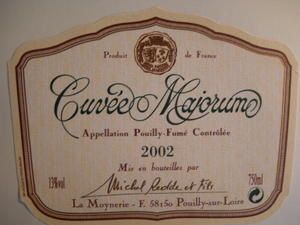 Produit de France
Cuvée Majorum
Appellation Pouilly-Fumé Contrôlée
2002
Mis en bouteilles par
13%vol
Michel Redde et Fils
750ml
La Moynerie - F. 58150 Pouilly-sur-Loire